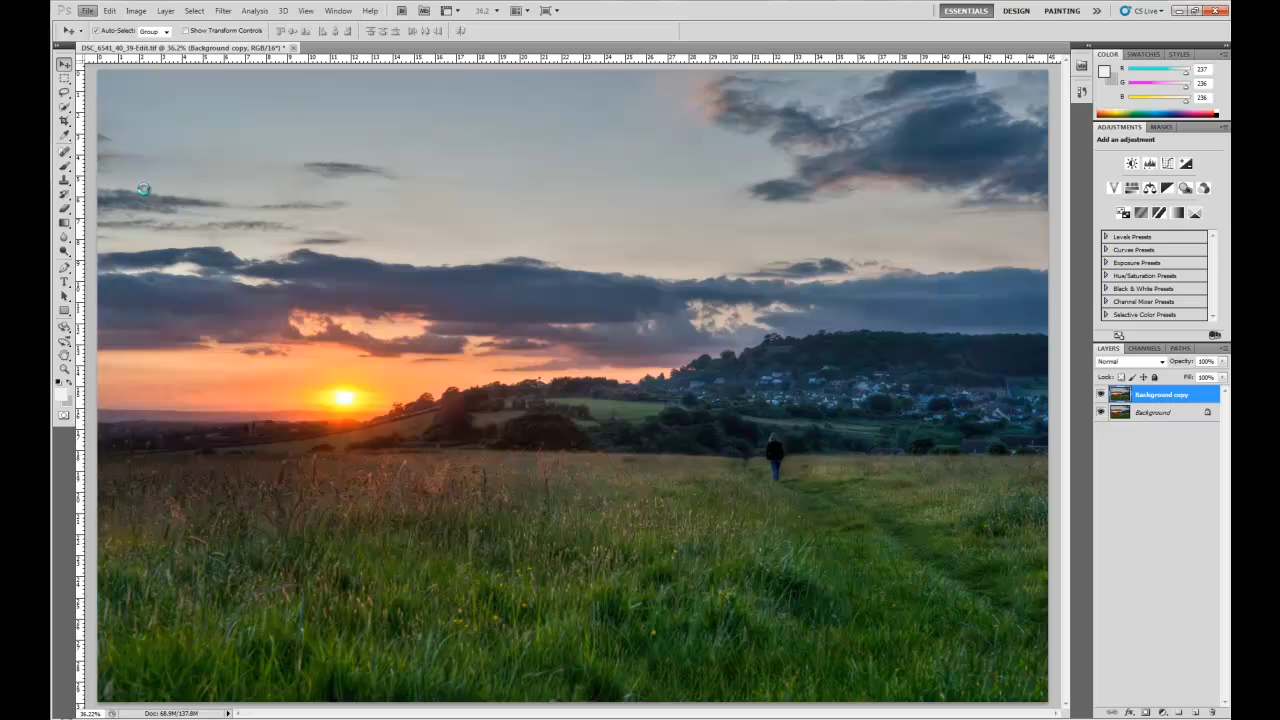 Ps File Edit Image Layer Select Filter Analysis 3D View Window Help Br Mb 36.2 ESSENTIALS DESIGN PAINTING CS Live
Auto-Select: Group Show Transform Controls
DSC_6541_40_39-Edit.tif @ 36.2% (Background copy, RGB/16*) *
COLOR SWATCHES STYLES
R 237
G 236
B 236
ADJUSTMENTS MASKS
Add an adjustment
Levels Presets
Curves Presets
Exposure Presets
Hue/Saturation Presets
Black & White Presets
Channel Mixer Presets
Selective Color Presets
LAYERS CHANNELS PATHS
Normal Opacity: 100%
Lock: Fill: 100%
Background copy
Background
36.22% Doc: 68.9M/137.8M